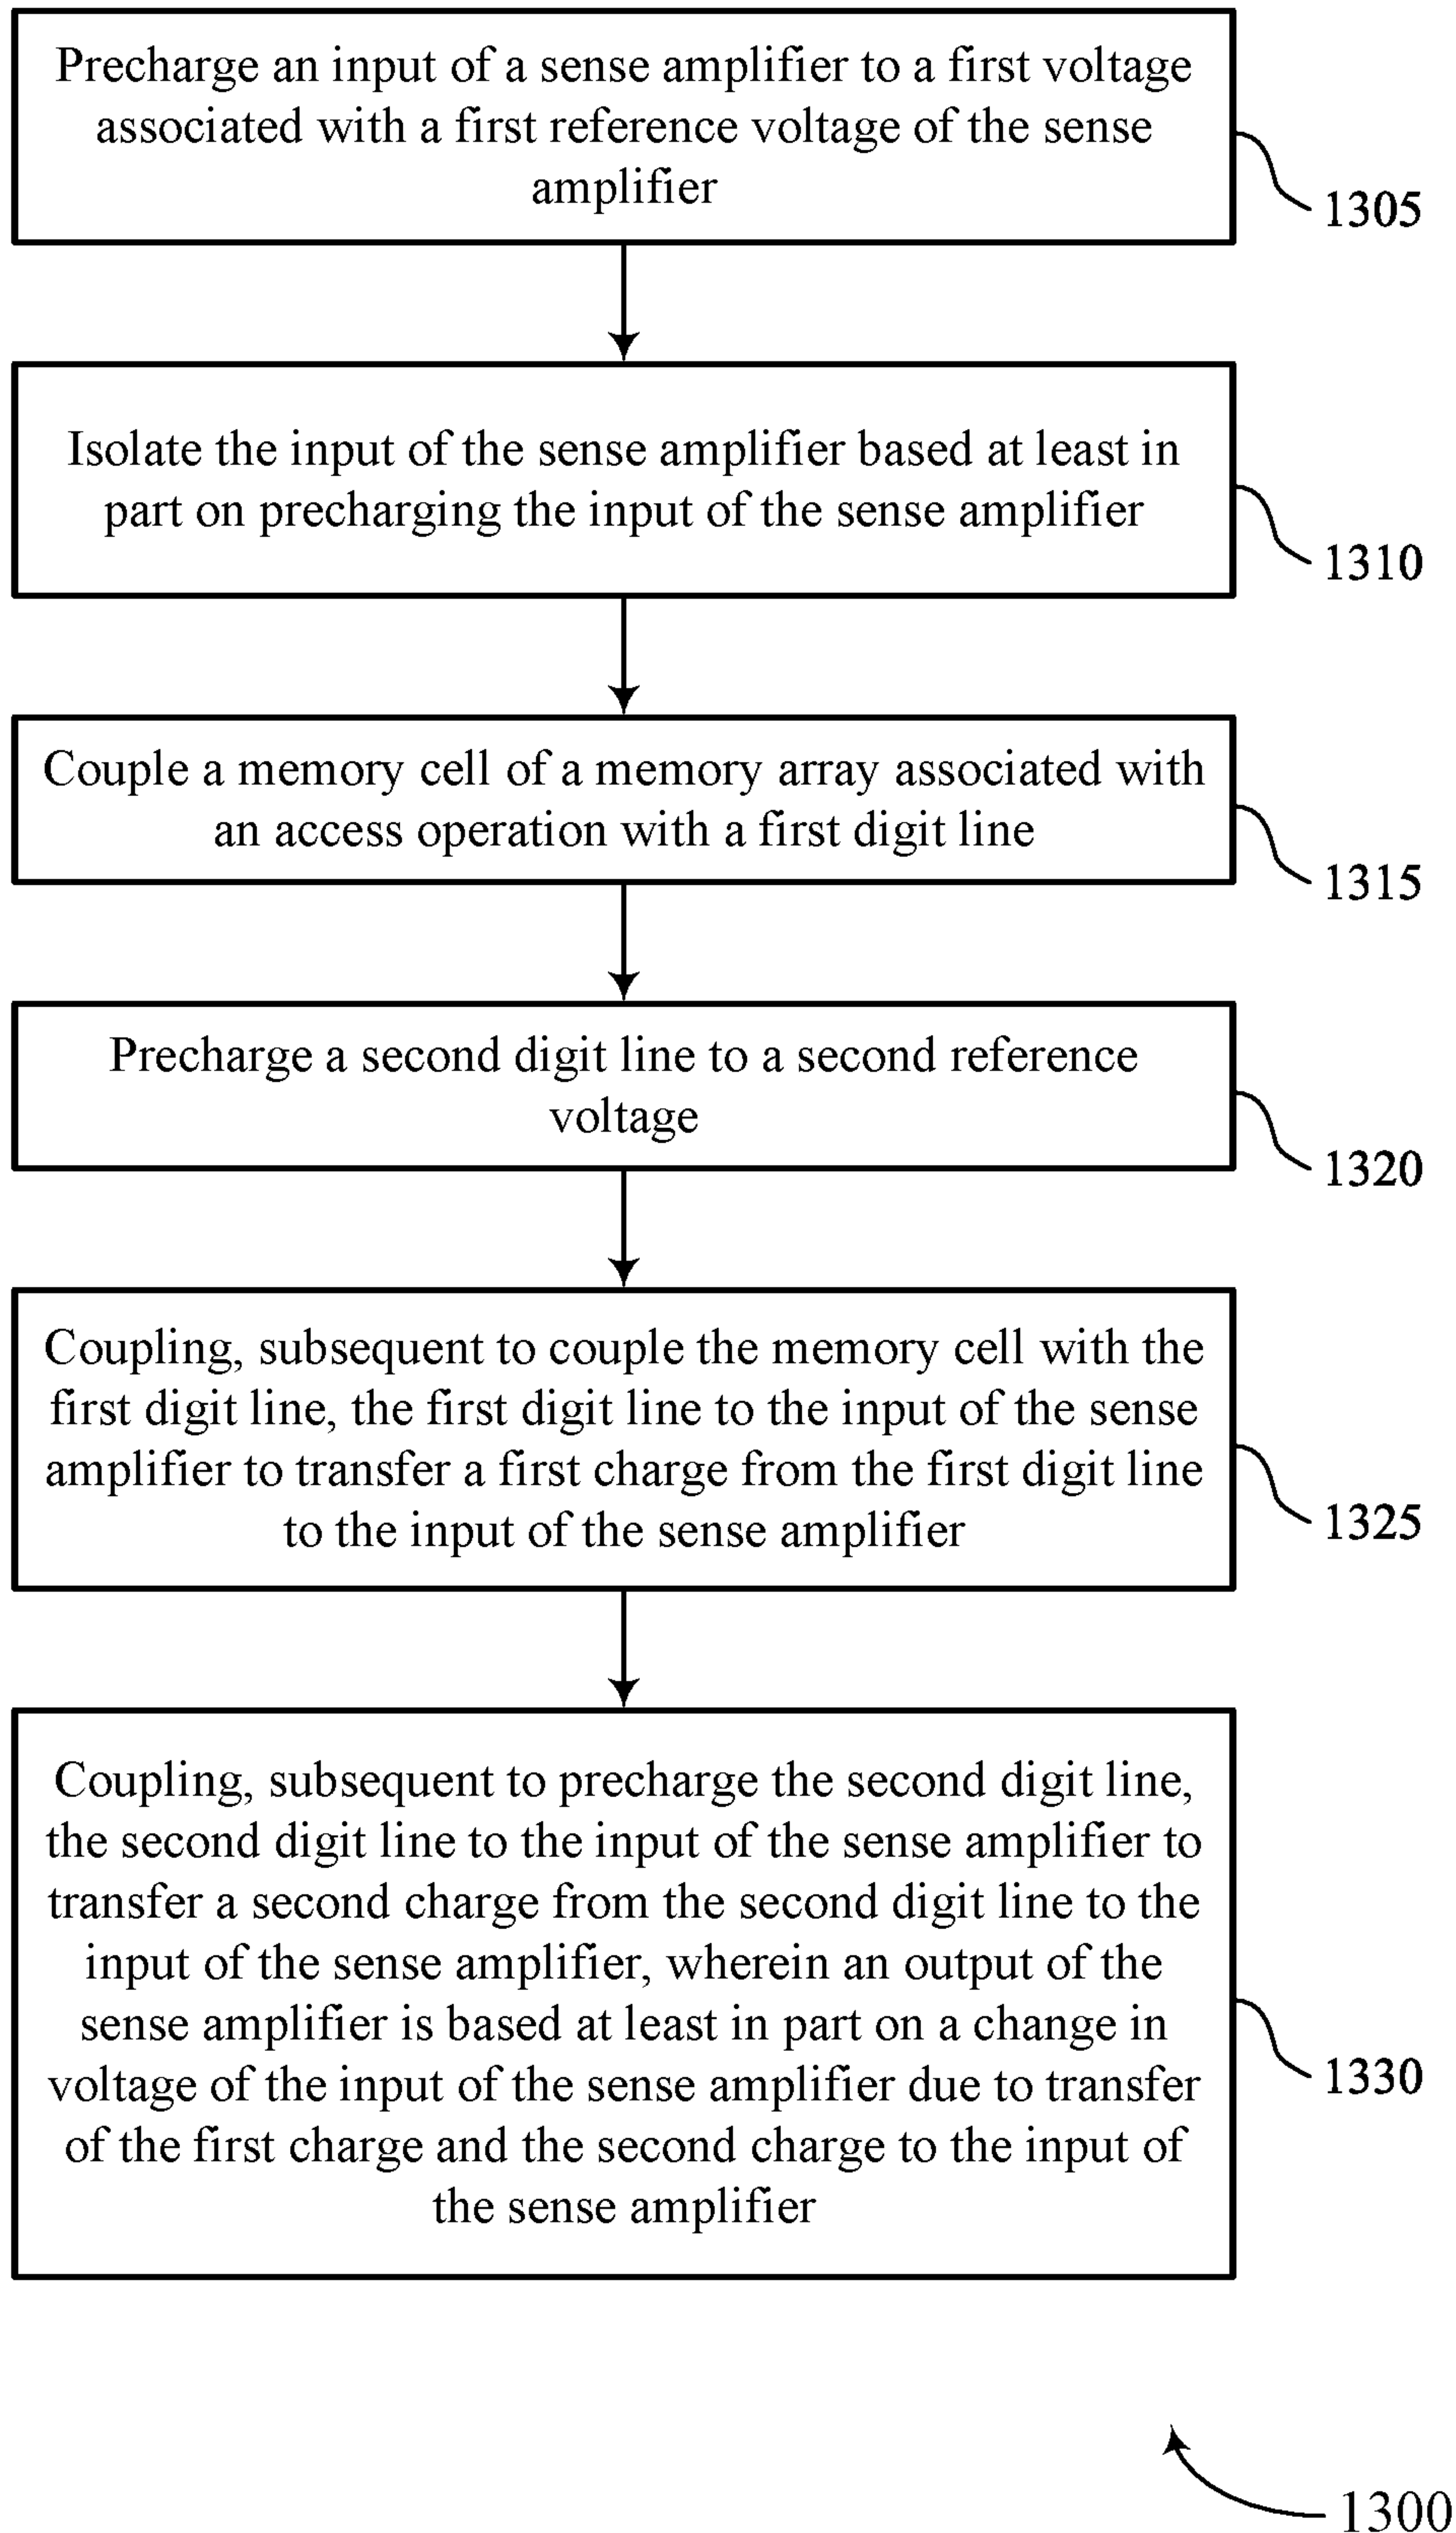 Precharge an input of a sense amplifier to a first voltage
associated with a first reference voltage of the sense
amplifier
1305
Isolate the input of the sense amplifier based at least in
part on precharging the input of the sense amplifier
1310
Couple a memory cell of a memory array associated with
an access operation with a first digit line
1315
Precharge a second digit line to a second reference
voltage
1320
Coupling, subsequent to couple the memory cell with the
first digit line, the first digit line to the input of the sense
amplifier to transfer a first charge from the first digit line
to the input of the sense amplifier
1325
Coupling, subsequent to precharge the second digit line,
the second digit line to the input of the sense amplifier to
transfer a second charge from the second digit line to the
input of the sense amplifier, wherein an output of the
sense amplifier is based at least in part on a change in
voltage of the input of the sense amplifier due to transfer
of the first charge and the second charge to the input of
the sense amplifier
1330
1300